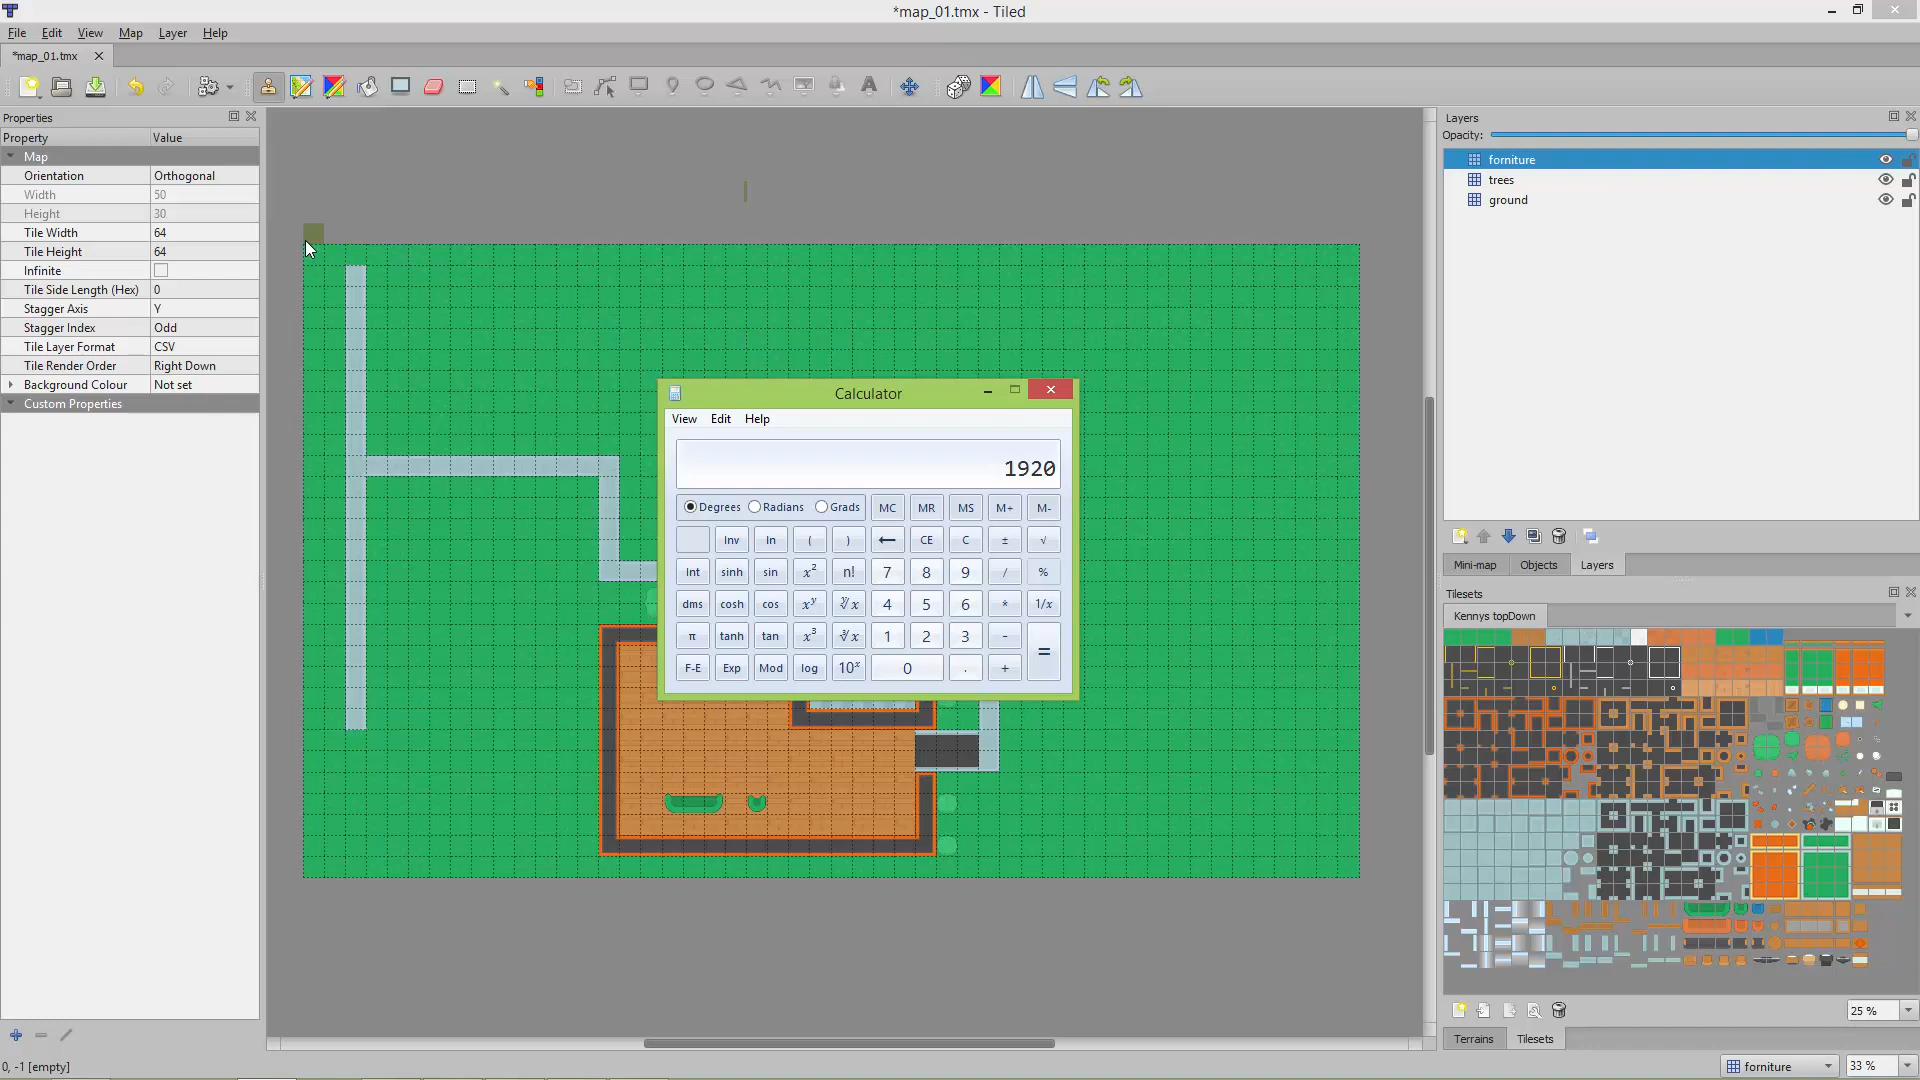 *map_01.tmx - Tiled
File Edit View Map Layer Help
*map_01.tmx
Properties
Property Value
Map
Orientation Orthogonal
Width 50
Height 30
Tile Width 64
Tile Height 64
Infinite
Tile Side Length (Hex) 0
Stagger Axis Y
Stagger Index Odd
Tile Layer Format CSV
Tile Render Order Right Down
Background Colour Not set
Custom Properties
Calculator
View Edit Help
1920
Degrees Radians Grads MC MR MS M+ M-
Inv ln ( ) ← CE C ± √
Int sinh sin x² n! 7 8 9 / %
dms cosh cos xʸ ʸ√x 4 5 6 * 1/x
π tanh tan x³ ³√x 1 2 3 - =
F-E Exp Mod log 10ˣ 0 . +
Layers
Opacity:
forniture
trees
ground
Mini-map Objects Layers
Tilesets
Kennys topDown
25 %
Terrains Tilesets
0, -1 [empty]
forniture 33 %